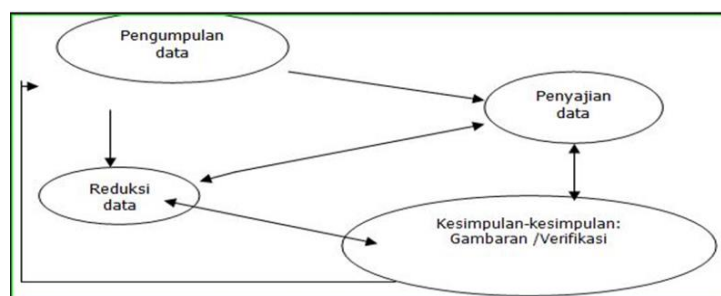 Pengumpulan
data
Penyajian
data
Reduksi
data
Kesimpulan-kesimpulan:
Gambaran /Verifikasi